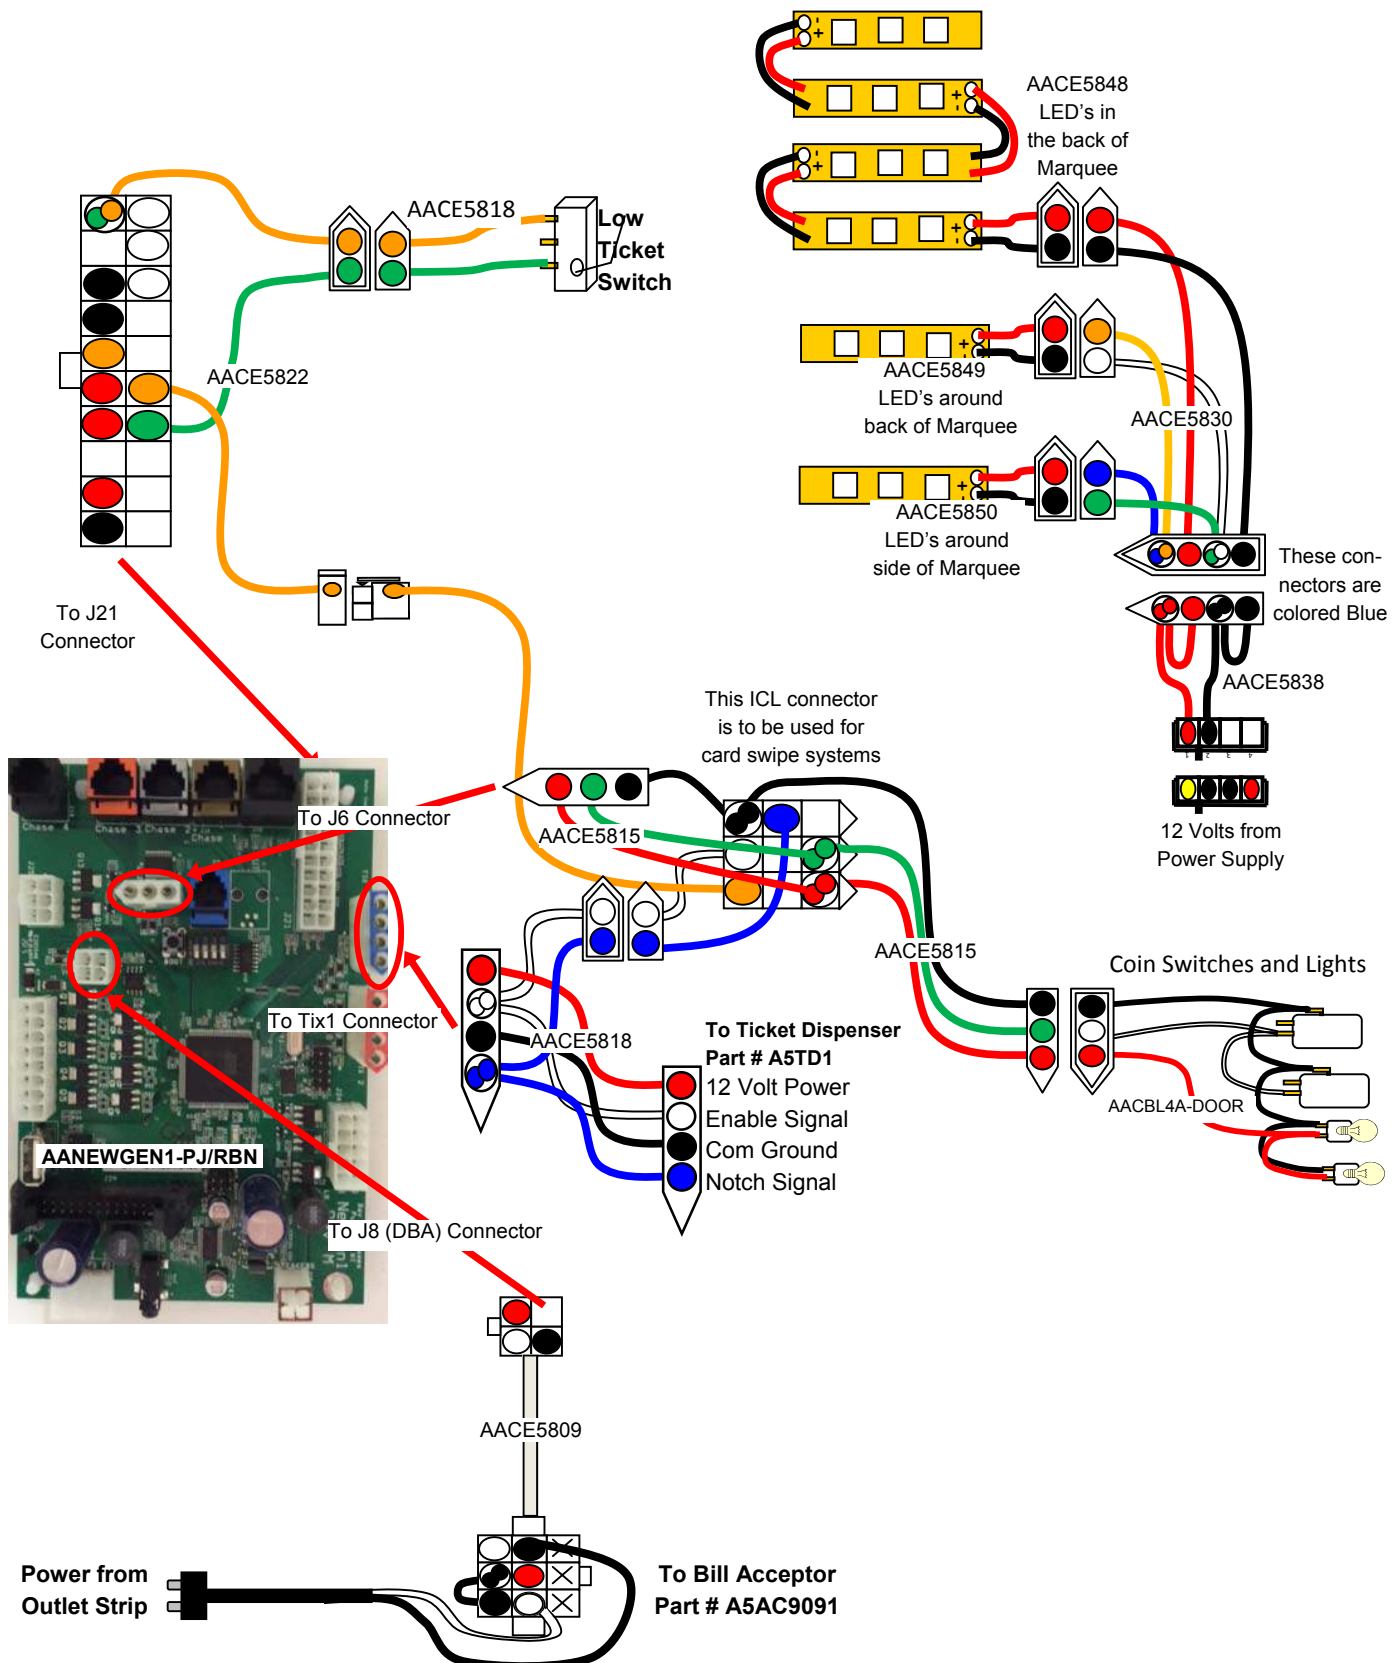 AACE5848
LED's in
the back of
Marquee
AACE5818
Low
Ticket
Switch
AACE5822
AACE5849
LED's around
back of Marquee
AACE5830
AACE5850
LED's around
side of Marquee
These con-
nectors are
colored Blue
To J21
Connector
AACE5838
This ICL connector
is to be used for
card swipe systems
1 2 3 4
12 Volts from
Power Supply
To J6 Connector
AACE5815
AACE5815
Coin Switches and Lights
To Tix1 Connector
AACE5818
To Ticket Dispenser
Part # A5TD1
12 Volt Power
Enable Signal
Com Ground
Notch Signal
AACBL4A-DOOR
AANEWGEN1-PJ/RBN
To J8 (DBA) Connector
AACE5809
Power from
Outlet Strip
To Bill Acceptor
Part # A5AC9091